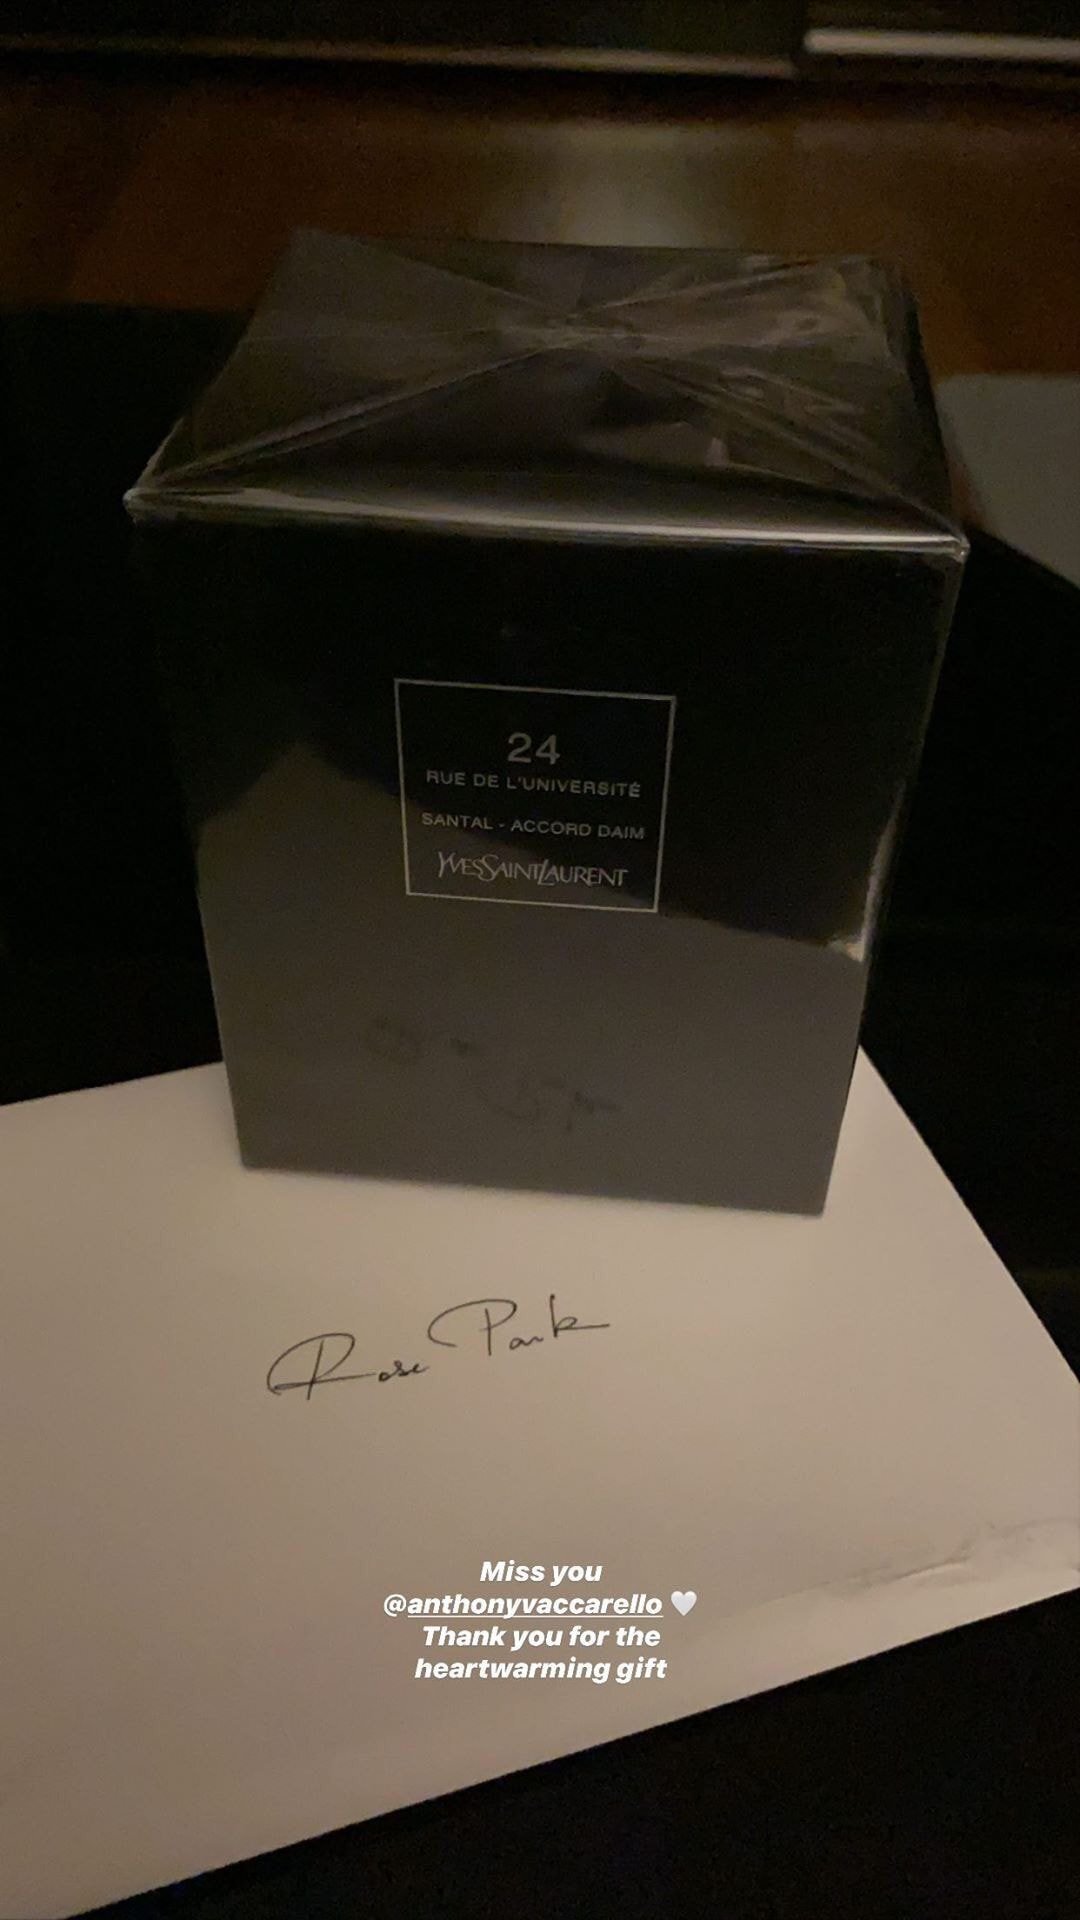 24
RUE DE L'UNIVERSITÉ
SANTAL - ACCORD DAIM
YVESSAINTLAURENT
Rose Park
Miss you
@anthonyvaccarello 🤍
Thank you for the
heartwarming gift